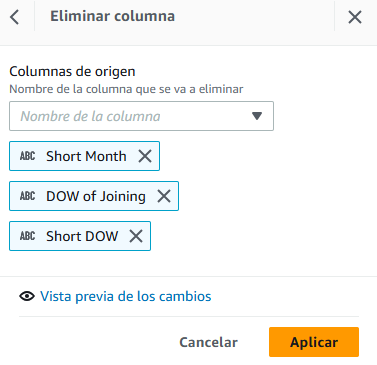 Eliminar columna
Columnas de origen
Nombre de la columna que se va a eliminar
Nombre de la columna
ABC Short Month
ABC DOW of Joining
ABC Short DOW
Vista previa de los cambios
Cancelar Aplicar